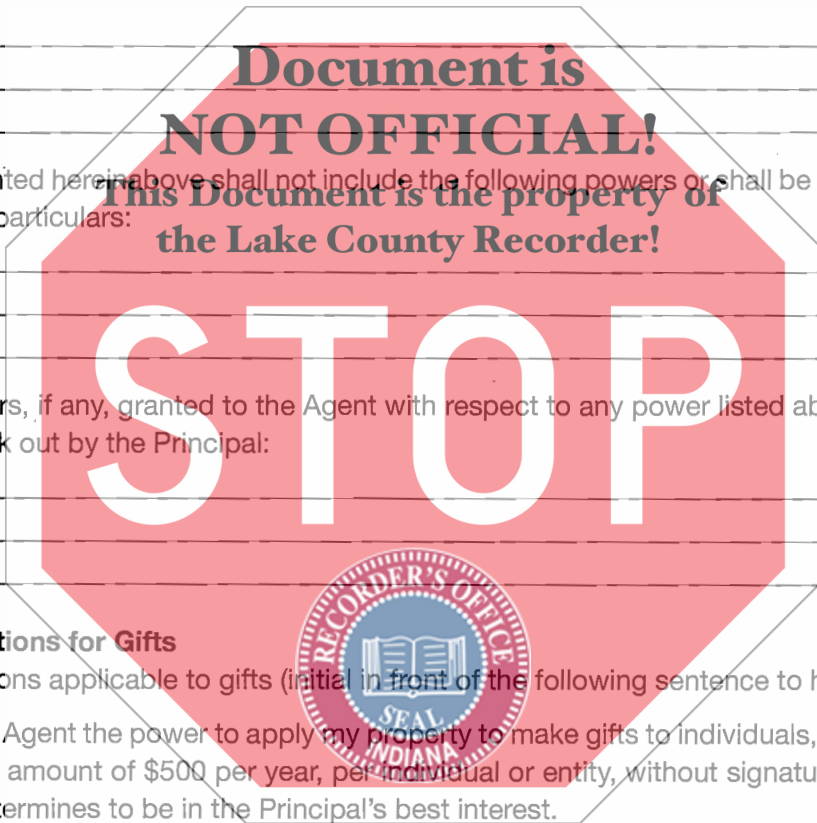 Document is
NOT OFFICIAL!
ted hereinabove shall not include the following powers or shall be
This Document is the property of
particulars:
the Lake County Recorder!
STOP
rs, if any, granted to the Agent with respect to any power listed ab
k out by the Principal:
RECORDER'S OFFICE
tions for Gifts
ons applicable to gifts (initial in front of the following sentence to h
SEAL
Agent the power to apply my property to make gifts to individuals,
INDIANA
amount of $500 per year, per individual or entity, without signatu
ermines to be in the Principal's best interest.